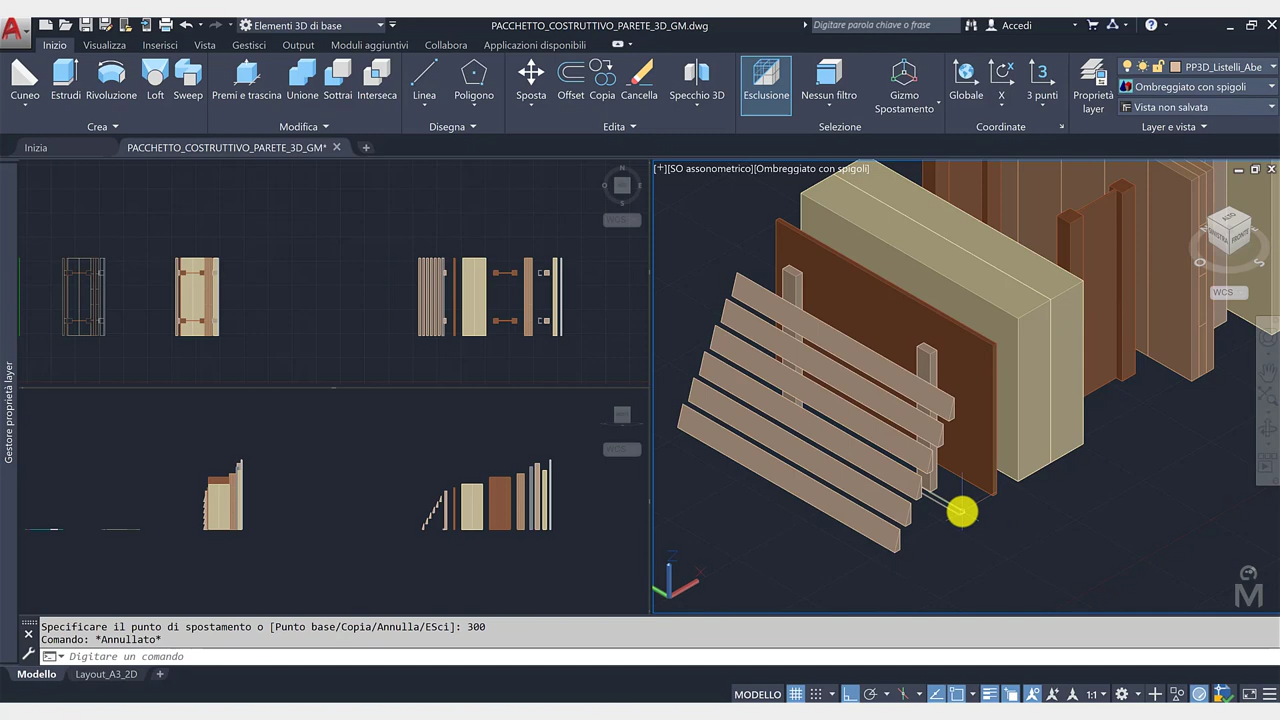 Elementi 3D di base
PACCHETTO_COSTRUTTIVO_PARETE_3D_GM.dwg
Digitare parola chiave o frase
Accedi
Inizio Visualizza Inserisci Vista Gestisci Output Moduli aggiuntivi Collabora Applicazioni disponibili
Cuneo Estrudi Rivoluzione Loft Sweep Premi e trascina Unione Sottrai Interseca Linea Poligono Sposta Offset Copia Cancella Specchio 3D Esclusione Nessun filtro Gizmo Spostamento Globale X 3 punti Proprietà layer
PP3D_Listelli_Abe
Ombreggiato con spigoli
Vista non salvata
Crea Modifica Disegna Edita Selezione Coordinate Layer e vista
Inizia PACCHETTO_COSTRUTTIVO_PARETE_3D_GM*
[+][SO assonometrico][Ombreggiato con spigoli]
N
O
E
S
WCS
WCS
ALTO
SINISTRA
FRONTE
O
S
WCS
Gestore proprietà layer
Z
X
M
Specificare il punto di spostamento o [Punto base/Copia/Annulla/ESci]: 300
Comando: *Annullato*
Digitare un comando
Modello Layout_A3_2D
MODELLO
1:1